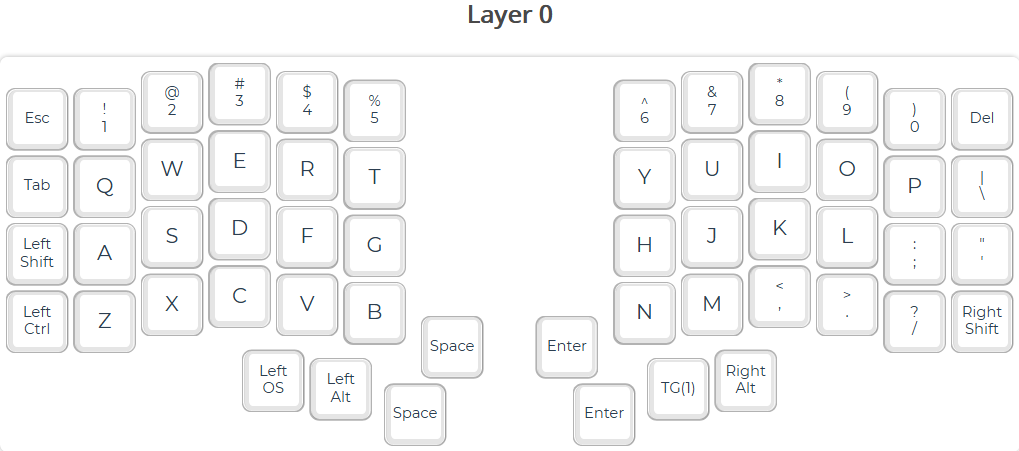 Layer 0
Esc
!
1
@
2
#
3
$
4
%
5
^
6
&
7
*
8
(
9
)
0
Del
Tab
Q
W
E
R
T
Y
U
I
O
P
|
\
Left
Shift
A
S
D
F
G
H
J
K
L
:
;
"
'
Left
Ctrl
Z
X
C
V
B
N
M
<
,
>
.
?
/
Right
Shift
Space
Enter
Left
OS
Left
Alt
Space
Enter
TG(1)
Right
Alt